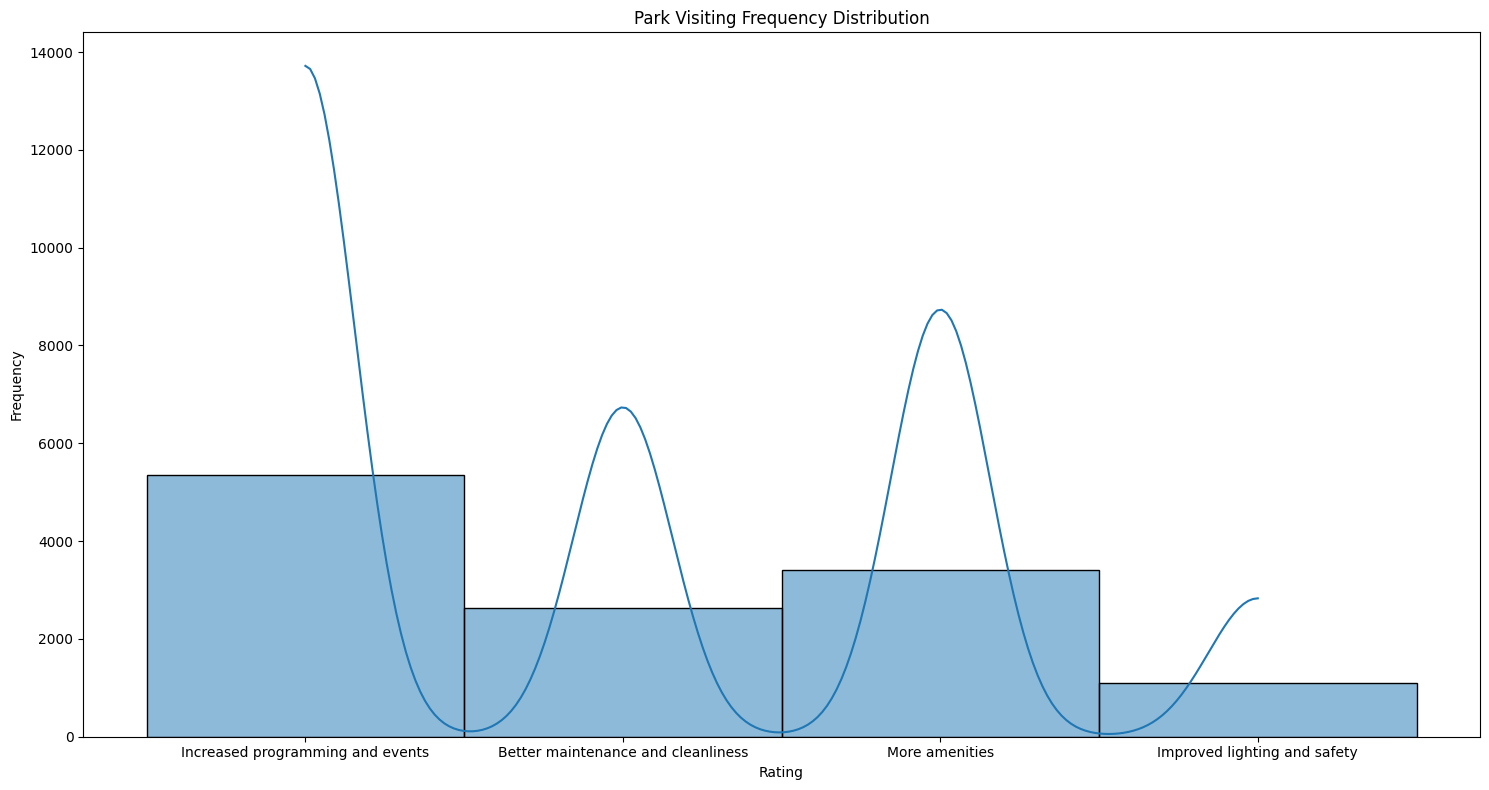 Park Visiting Frequency Distribution
14000
12000
10000
8000
6000
4000
2000
0
Frequency
Increased programming and events
Better maintenance and cleanliness
More amenities
Improved lighting and safety
Rating